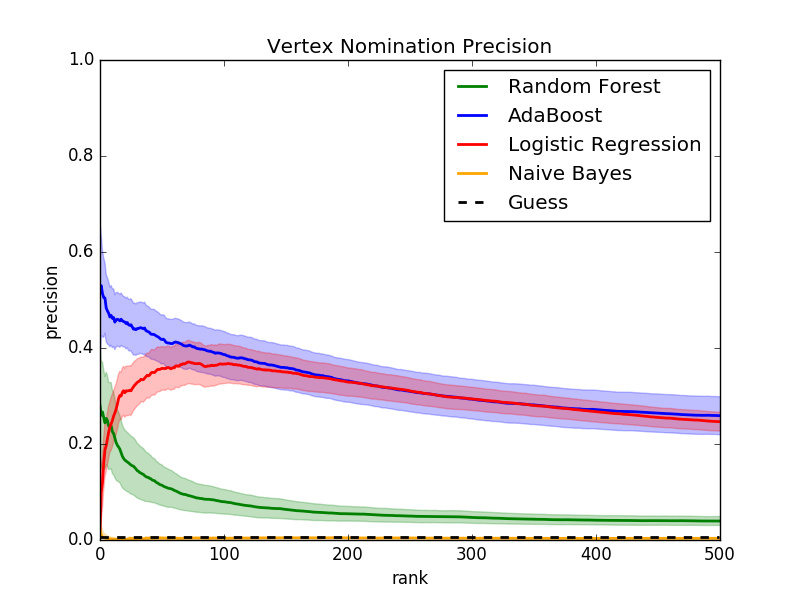 Vertex Nomination Precision
1.0
0.8
0.6
0.4
0.2
0.0
precision
Random Forest
AdaBoost
Logistic Regression
Naive Bayes
Guess
0 100 200 300 400 500
rank